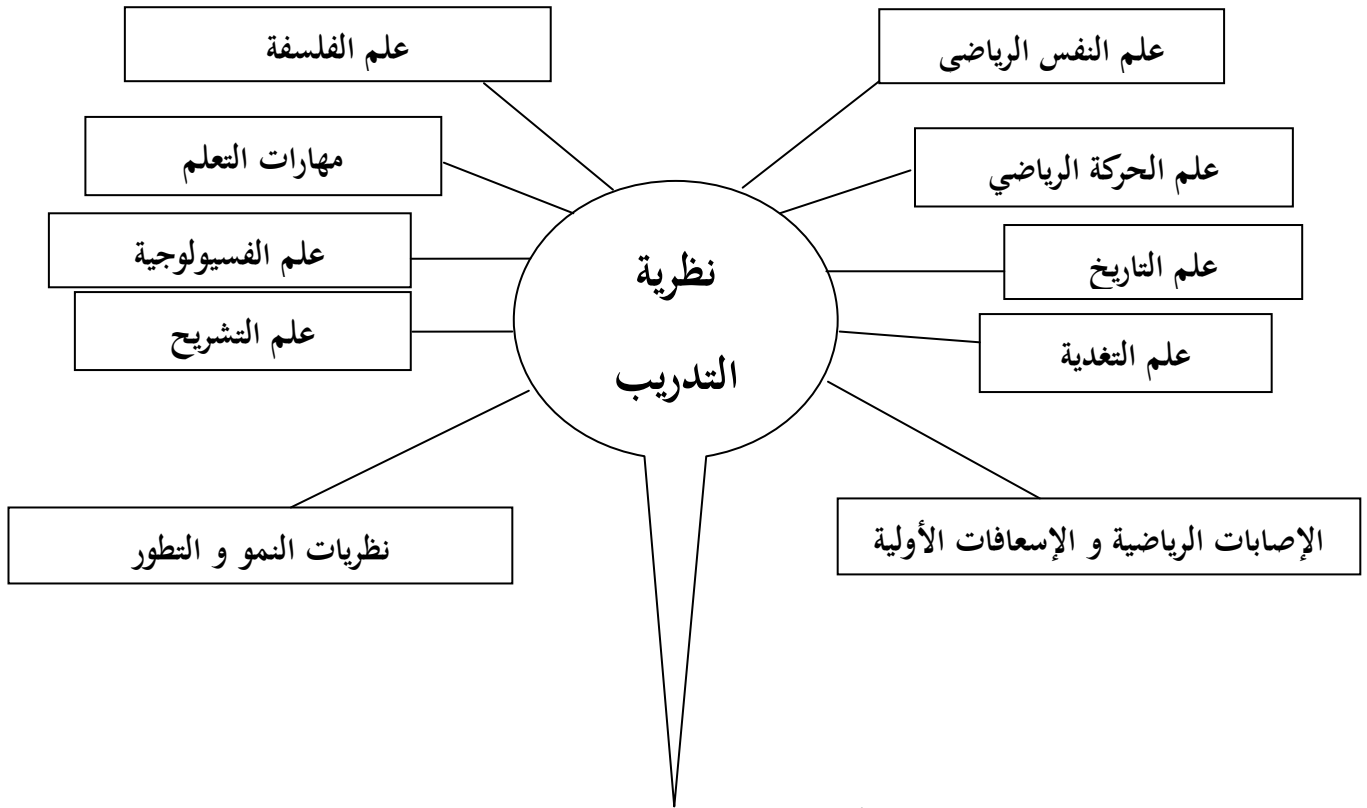 علم النفس الرياضى
علم الفلسفة
علم الحركة الرياضي
مهارات التعلم
علم التاريخ
علم الفسيولوجية
نظرية
التدريب
علم التغدية
علم التشريح
الإصابات الرياضية و الإسعافات الأولية
نظريات النمو و التطور